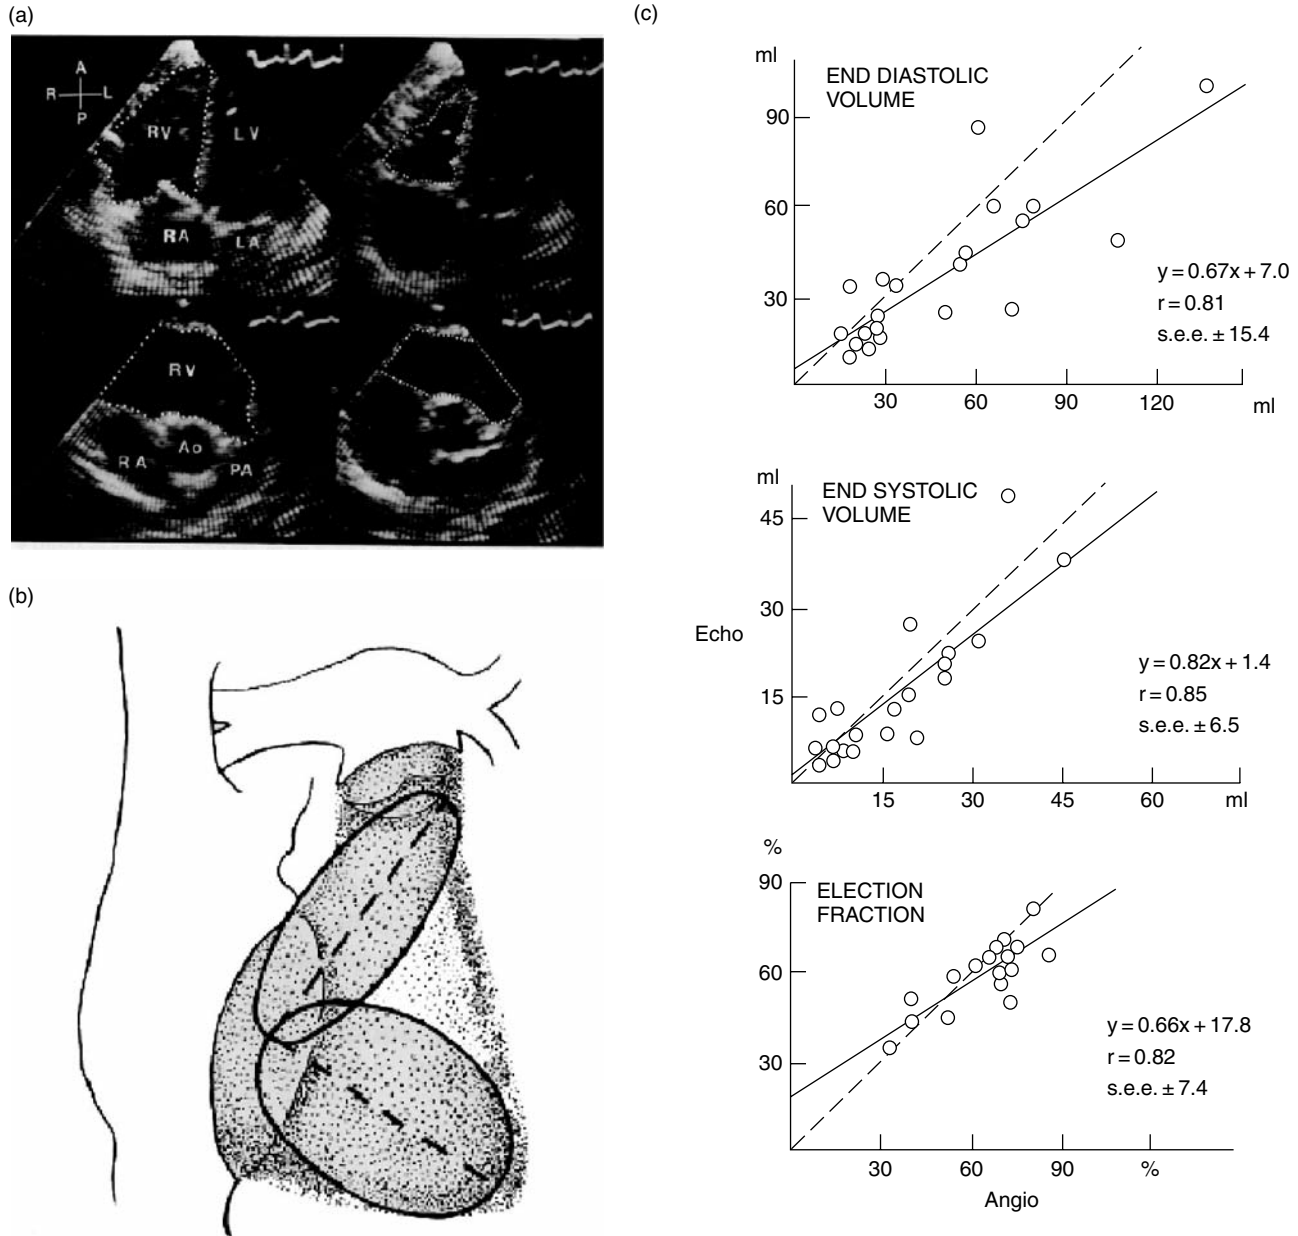 (a)
A
R L
P
RV
LV
RA
LA
RV
RA
Ao
PA
(b)
(c)
ml
END DIASTOLIC
VOLUME
90
60
30
y = 0.67x + 7.0
r = 0.81
s.e.e. ± 15.4
30 60 90 120 ml
ml
END SYSTOLIC
VOLUME
45
30
Echo
15
y = 0.82x + 1.4
r = 0.85
s.e.e. ± 6.5
15 30 45 60 ml
%
90
ELECTION
FRACTION
60
30
y = 0.66x + 17.8
r = 0.82
s.e.e. ± 7.4
30 60 90 %
Angio